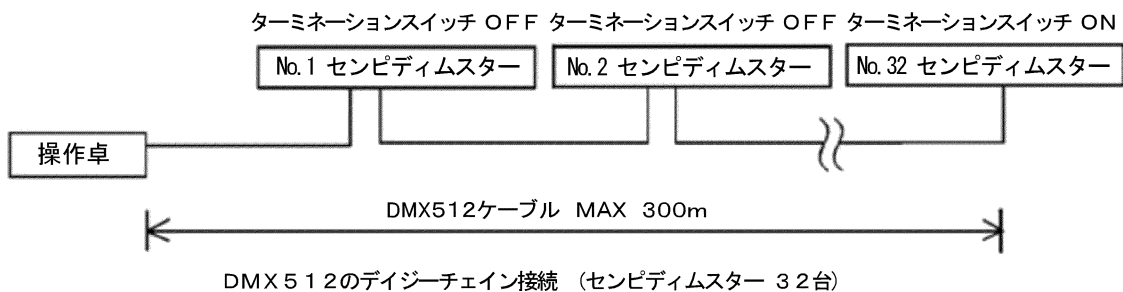 ターミネーションスイッチ OFF ターミネーションスイッチ OFF ターミネーションスイッチ ON
No.1 センピディムスター No.2 センピディムスター No.32 センピディムスター
操作卓
DMX512ケーブル MAX 300m
DMX512のデイジーチェイン接続 (センピディムスター 32台)